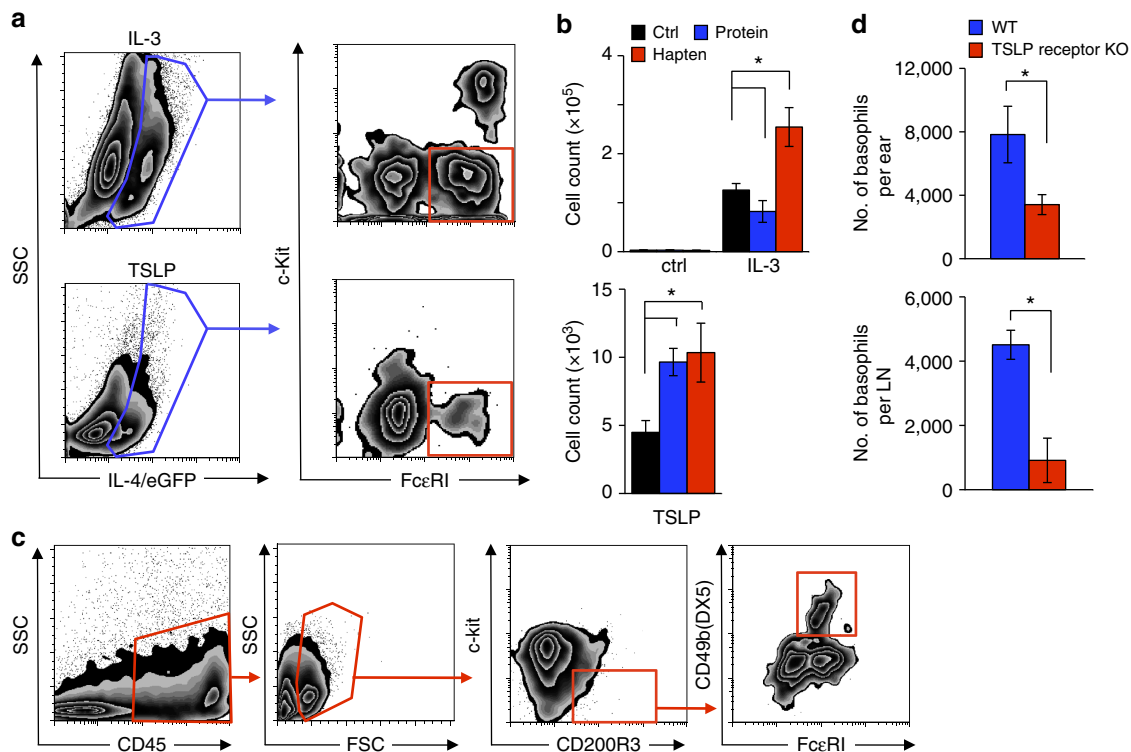 a
IL-3
SSC
TSLP
IL-4/eGFP
c-Kit
FcεRI
b
Ctrl
Protein
Hapten
Cell count (×10⁵)
4
2
0
*
ctrl
IL-3
Cell count (×10³)
15
10
5
0
*
TSLP
d
WT
TSLP receptor KO
No. of basophils
per ear
12,000
8,000
4,000
0
*
No. of basophils
per LN
6,000
4,000
2,000
0
*
c
SSC
CD45
SSC
FSC
c-kit
CD200R3
CD49b(DX5)
FcεRI